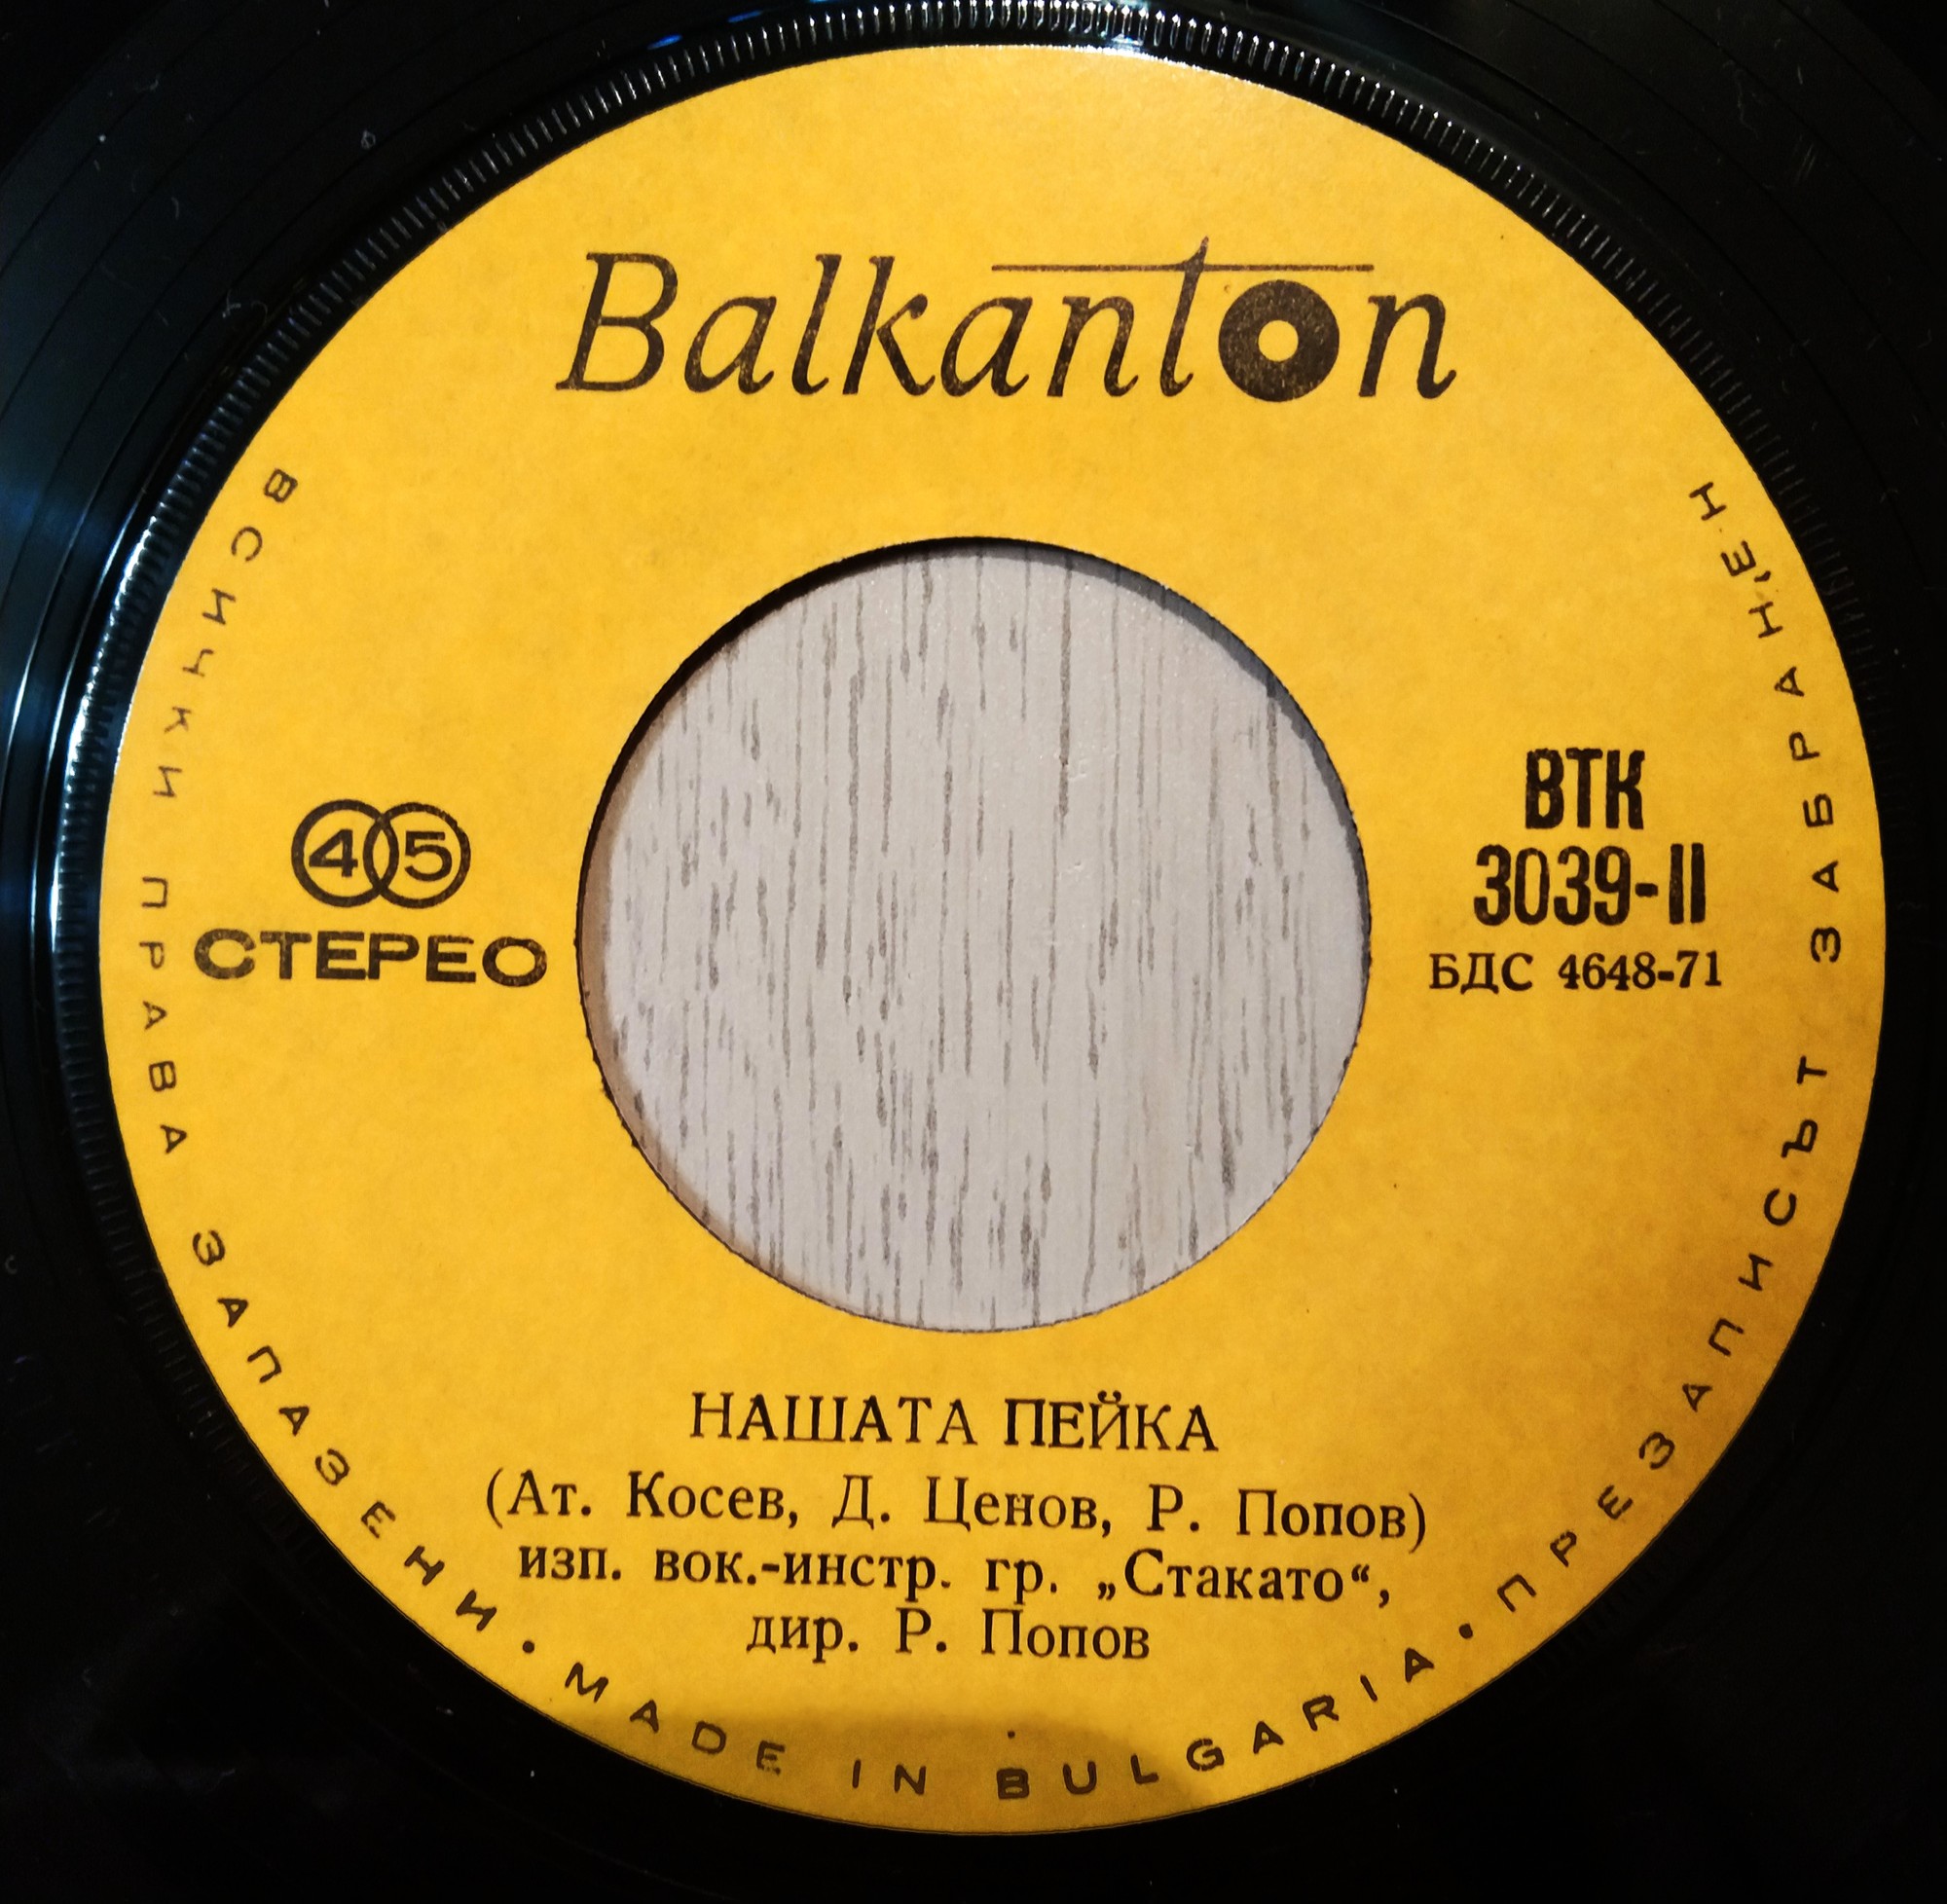 Balkanton
45
СТЕРЕО
ВТК
3039-II
БДС 4648-71
НАШАТА ПЕЙКА
(Ат. Косев, Д. Ценов, Р. Попов)
изп. вок.-инстр. гр. „Стакато“,
дир. Р. Попов
ВСИЧКИ ПРАВА ЗАПАЗЕНИ • MADE IN BULGARIA • ПРЕЗАПИСЪТ ЗАБРАНЕН